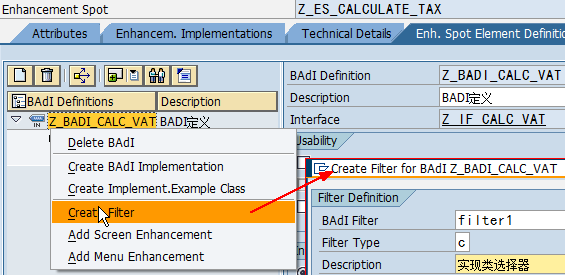 Enhancement Spot
Z_ES_CALCULATE_TAX
Attributes
Enhancem. Implementations
Technical Details
Enh. Spot Element Definitio
BAdI Definitions
Description
Z_BADI_CALC_VAT
BADI定义
Delete BAdI
Create BAdI Implementation
Create Implement.Example Class
Create Filter
Add Screen Enhancement
Add Menu Enhancement
BAdI Definition
Z_BADI_CALC_VAT
Description
BADI定义
Interface
Z_IF_CALC_VAT
Usability
Create Filter for BAdI Z_BADI_CALC_VAT
Filter Definition
BAdI Filter
filter1
Filter Type
c
Description
实现类选择器